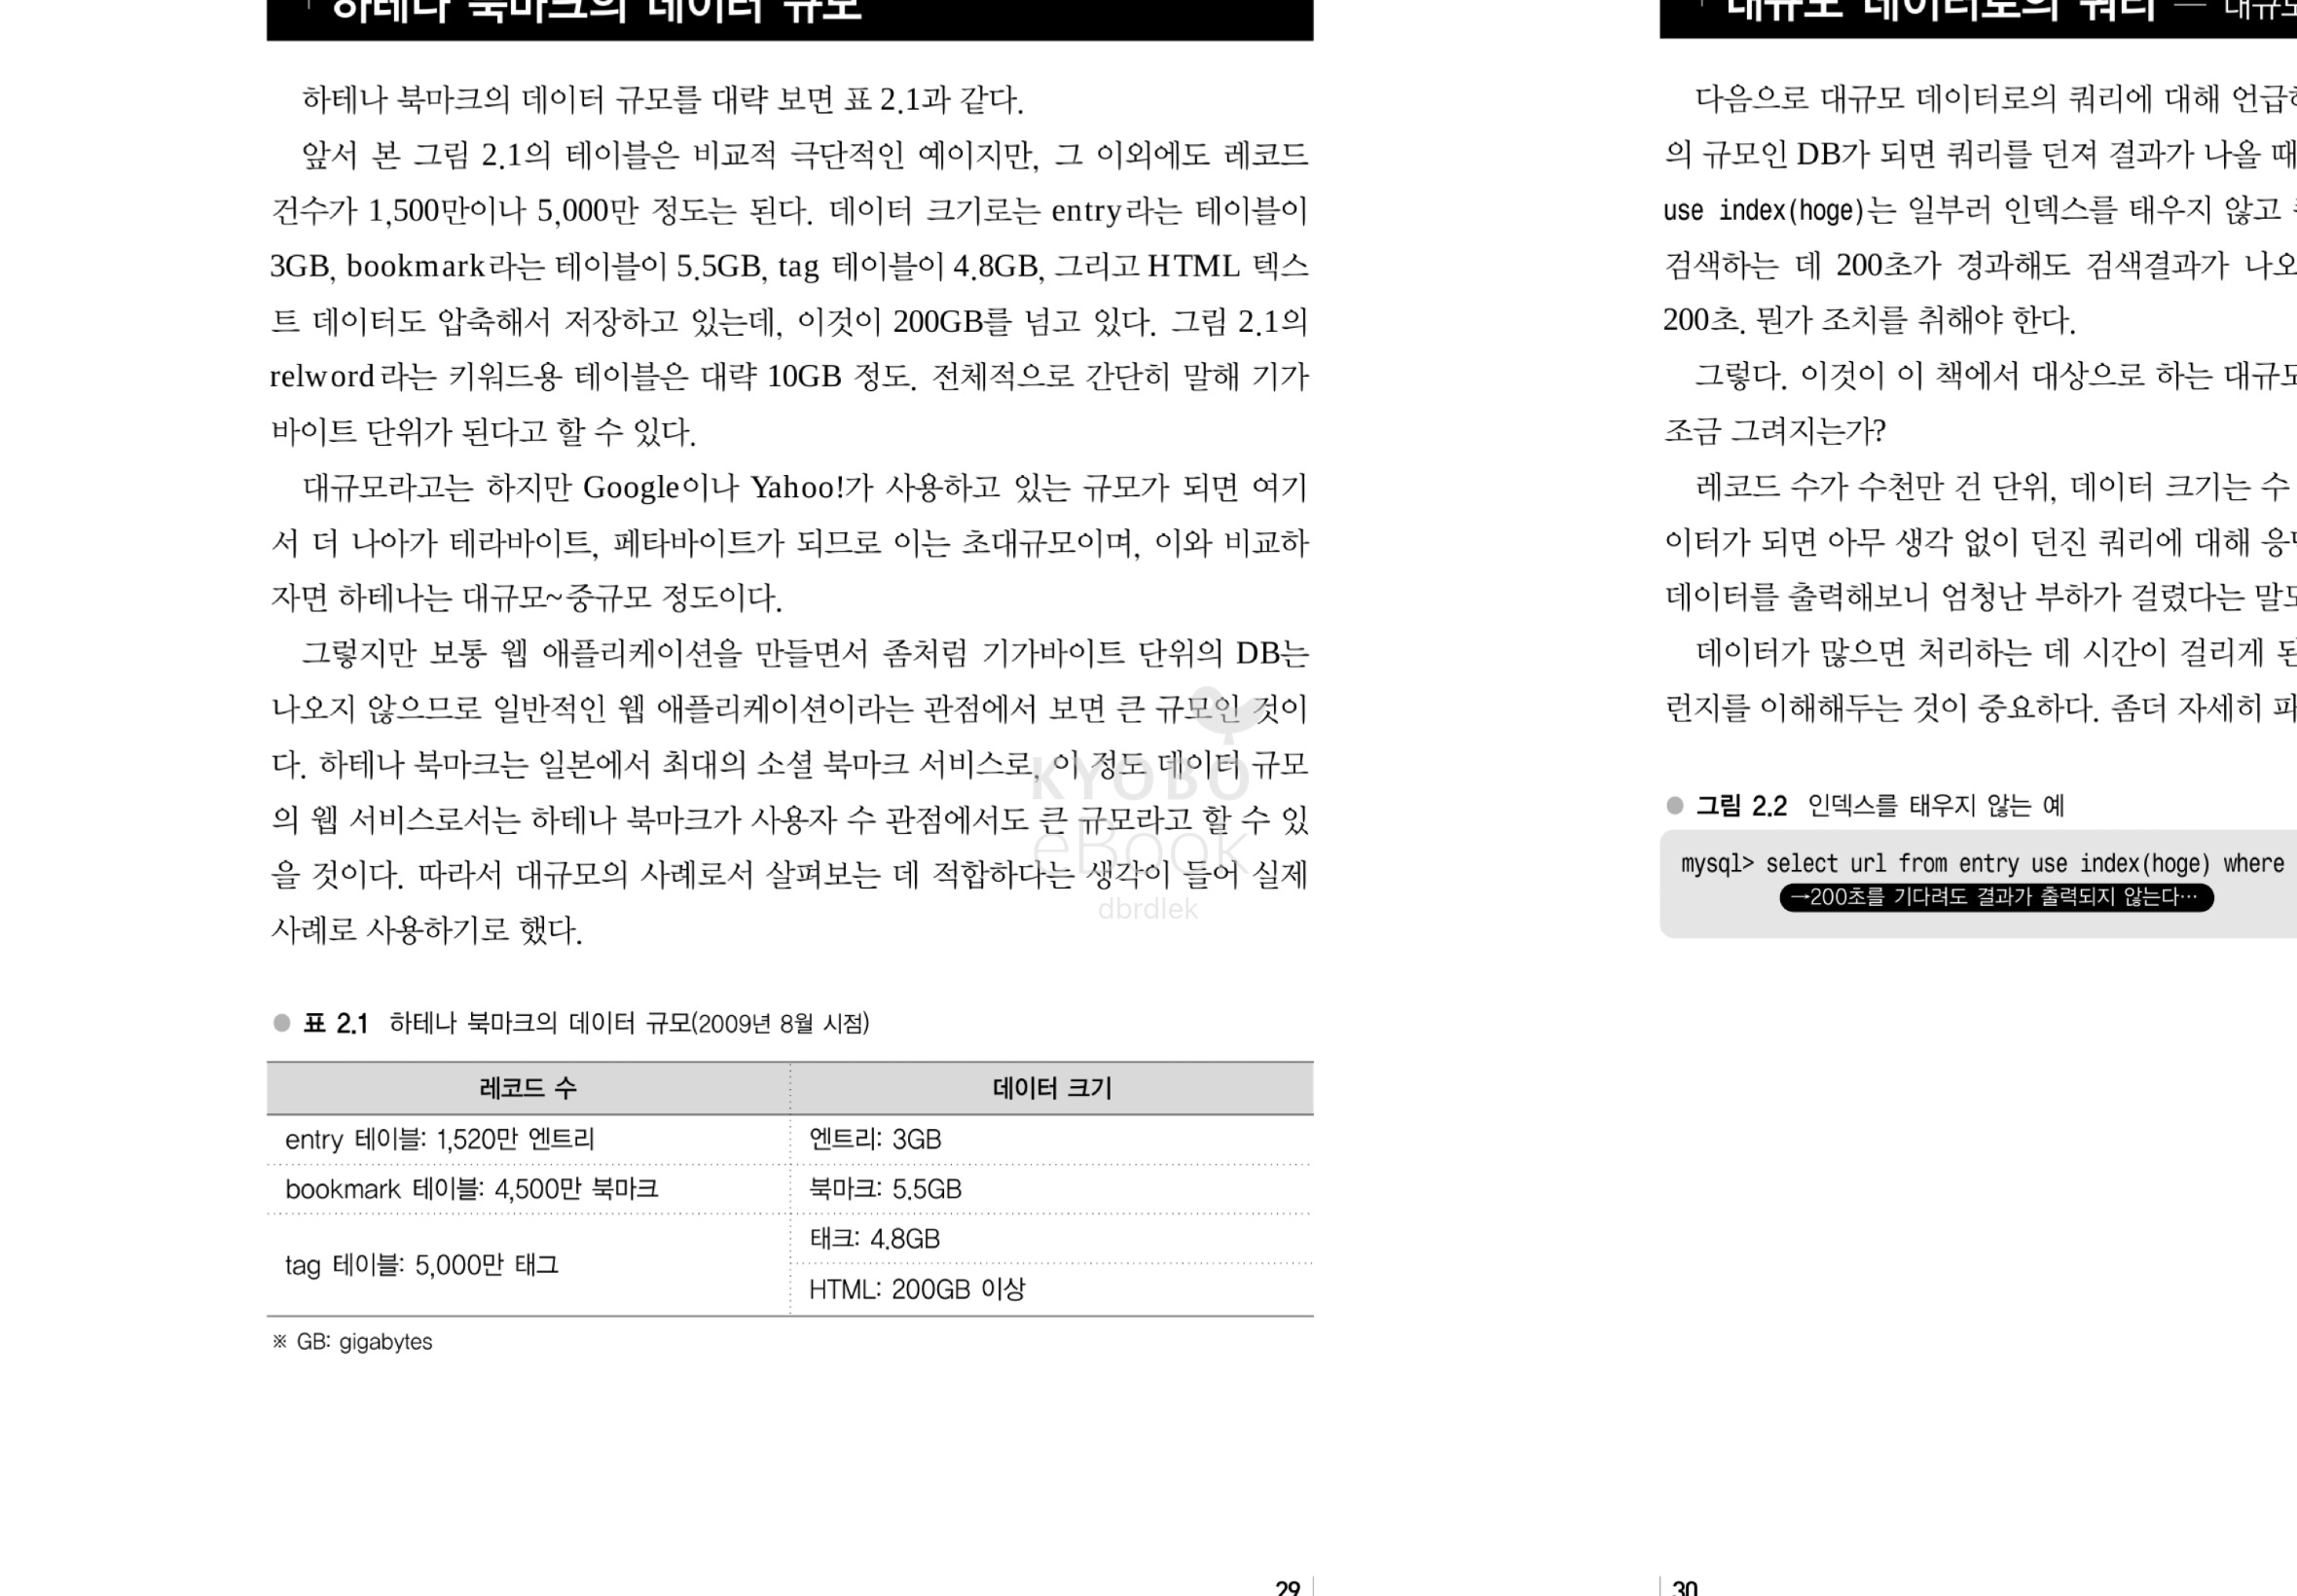 하테나 북마크의 데이터 규모
하테나 북마크의 데이터 규모를 대략 보면 표 2.1과 같다.
앞서 본 그림 2.1의 테이블은 비교적 극단적인 예이지만, 그 이외에도 레코드
건수가 1,500만이나 5,000만 정도는 된다. 데이터 크기로는 entry라는 테이블이
3GB, bookmark라는 테이블이 5.5GB, tag 테이블이 4.8GB, 그리고 HTML 텍스
트 데이터도 압축해서 저장하고 있는데, 이것이 200GB를 넘고 있다. 그림 2.1의
relword라는 키워드용 테이블은 대략 10GB 정도. 전체적으로 간단히 말해 기가
바이트 단위가 된다고 할 수 있다.
대규모라고는 하지만 Google이나 Yahoo!가 사용하고 있는 규모가 되면 여기
서 더 나아가 테라바이트, 페타바이트가 되므로 이는 초대규모이며, 이와 비교하
자면 하테나는 대규모~중규모 정도이다.
그렇지만 보통 웹 애플리케이션을 만들면서 좀처럼 기가바이트 단위의 DB는
나오지 않으므로 일반적인 웹 애플리케이션이라는 관점에서 보면 큰 규모인 것이
다. 하테나 북마크는 일본에서 최대의 소셜 북마크 서비스로, 이 정도 데이터 규모
의 웹 서비스로서는 하테나 북마크가 사용자 수 관점에서도 큰 규모라고 할 수 있
을 것이다. 따라서 대규모의 사례로서 살펴보는 데 적합하다는 생각이 들어 실제
사례로 사용하기로 했다.
KYOBO
eBook
dbrdlek
● 표 2.1 하테나 북마크의 데이터 규모(2009년 8월 시점)
레코드 수 데이터 크기
entry 테이블: 1,520만 엔트리 엔트리: 3GB
bookmark 테이블: 4,500만 북마크 북마크: 5.5GB
tag 테이블: 5,000만 태그 태크: 4.8GB
HTML: 200GB 이상
※ GB: gigabytes
29
대규모 데이터로의 쿼리 — 대규모
다음으로 대규모 데이터로의 쿼리에 대해 언급하
의 규모인 DB가 되면 쿼리를 던져 결과가 나올 때
use index(hoge)는 일부러 인덱스를 태우지 않고
검색하는 데 200초가 경과해도 검색결과가 나오
200초. 뭔가 조치를 취해야 한다.
그렇다. 이것이 이 책에서 대상으로 하는 대규모
조금 그려지는가?
레코드 수가 수천만 건 단위, 데이터 크기는 수
이터가 되면 아무 생각 없이 던진 쿼리에 대해 응
데이터를 출력해보니 엄청난 부하가 걸렸다는 말도
데이터가 많으면 처리하는 데 시간이 걸리게 된
런지를 이해해두는 것이 중요하다. 좀더 자세히 파
● 그림 2.2 인덱스를 태우지 않는 예
mysql> select url from entry use index(hoge) where
→200초를 기다려도 결과가 출력되지 않는다…
30